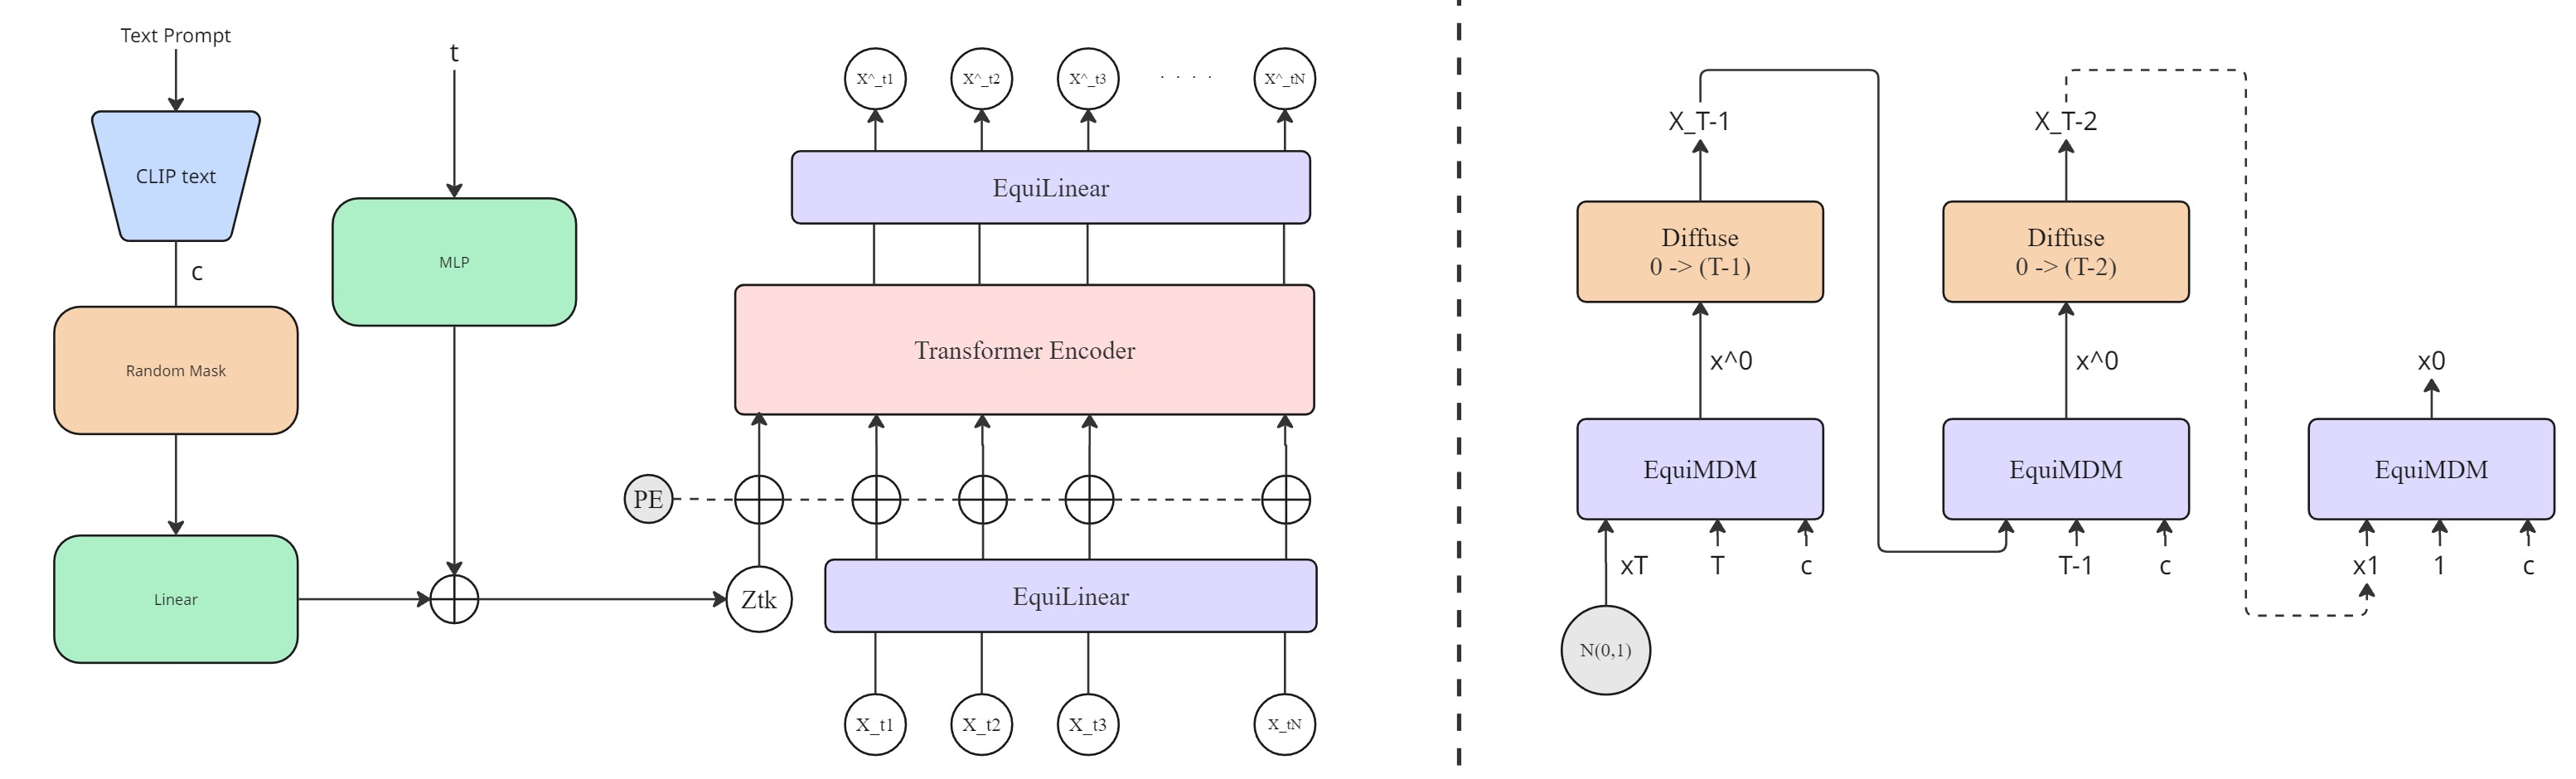 Text Prompt
CLIP text
c
Random Mask
Linear
t
MLP
X^_t1
X^_t2
X^_t3
. . . .
X^_tN
EquiLinear
Transformer Encoder
PE
Ztk
EquiLinear
X_t1
X_t2
X_t3
X_tN
X_T-1
Diffuse
0 -> (T-1)
x^0
EquiMDM
xT
T
c
N(0,1)
X_T-2
Diffuse
0 -> (T-2)
x^0
EquiMDM
T-1
c
x0
EquiMDM
x1
1
c